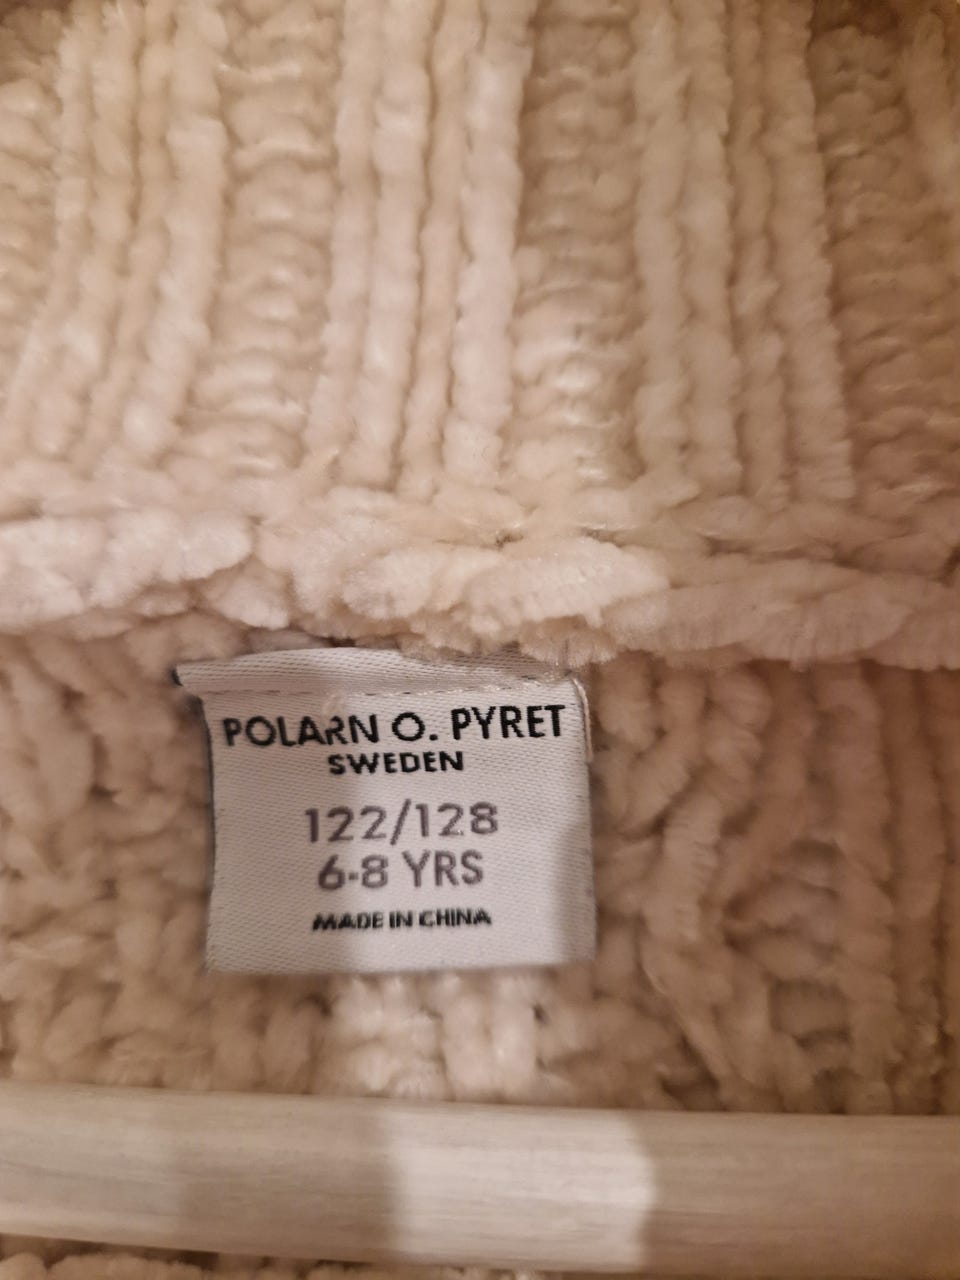 POLARN O. PYRET
SWEDEN
122/128
6-8 YRS
MADE IN CHINA